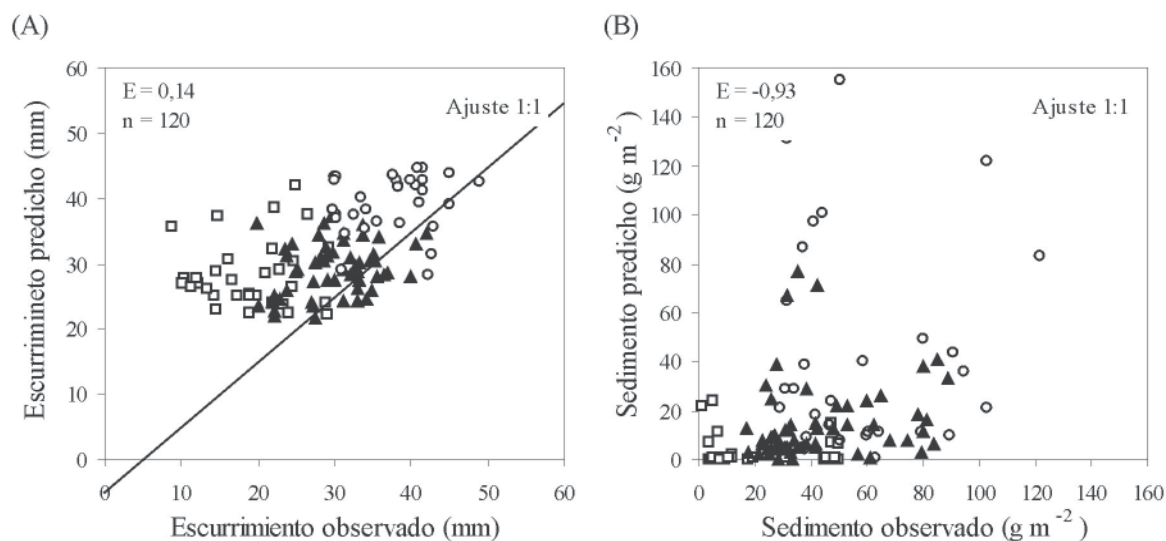 (A)
(B)
E = 0,14
n = 120
Ajuste 1:1
Escurrimineto predicho (mm)
60
50
40
30
20
10
0
0 10 20 30 40 50 60
Escurrimiento observado (mm)
E = -0,93
n = 120
Ajuste 1:1
Sedimento predicho (g m⁻²)
160
140
120
100
80
60
40
20
0
0 20 40 60 80 100 120 140 160
Sedimento observado (g m⁻²)